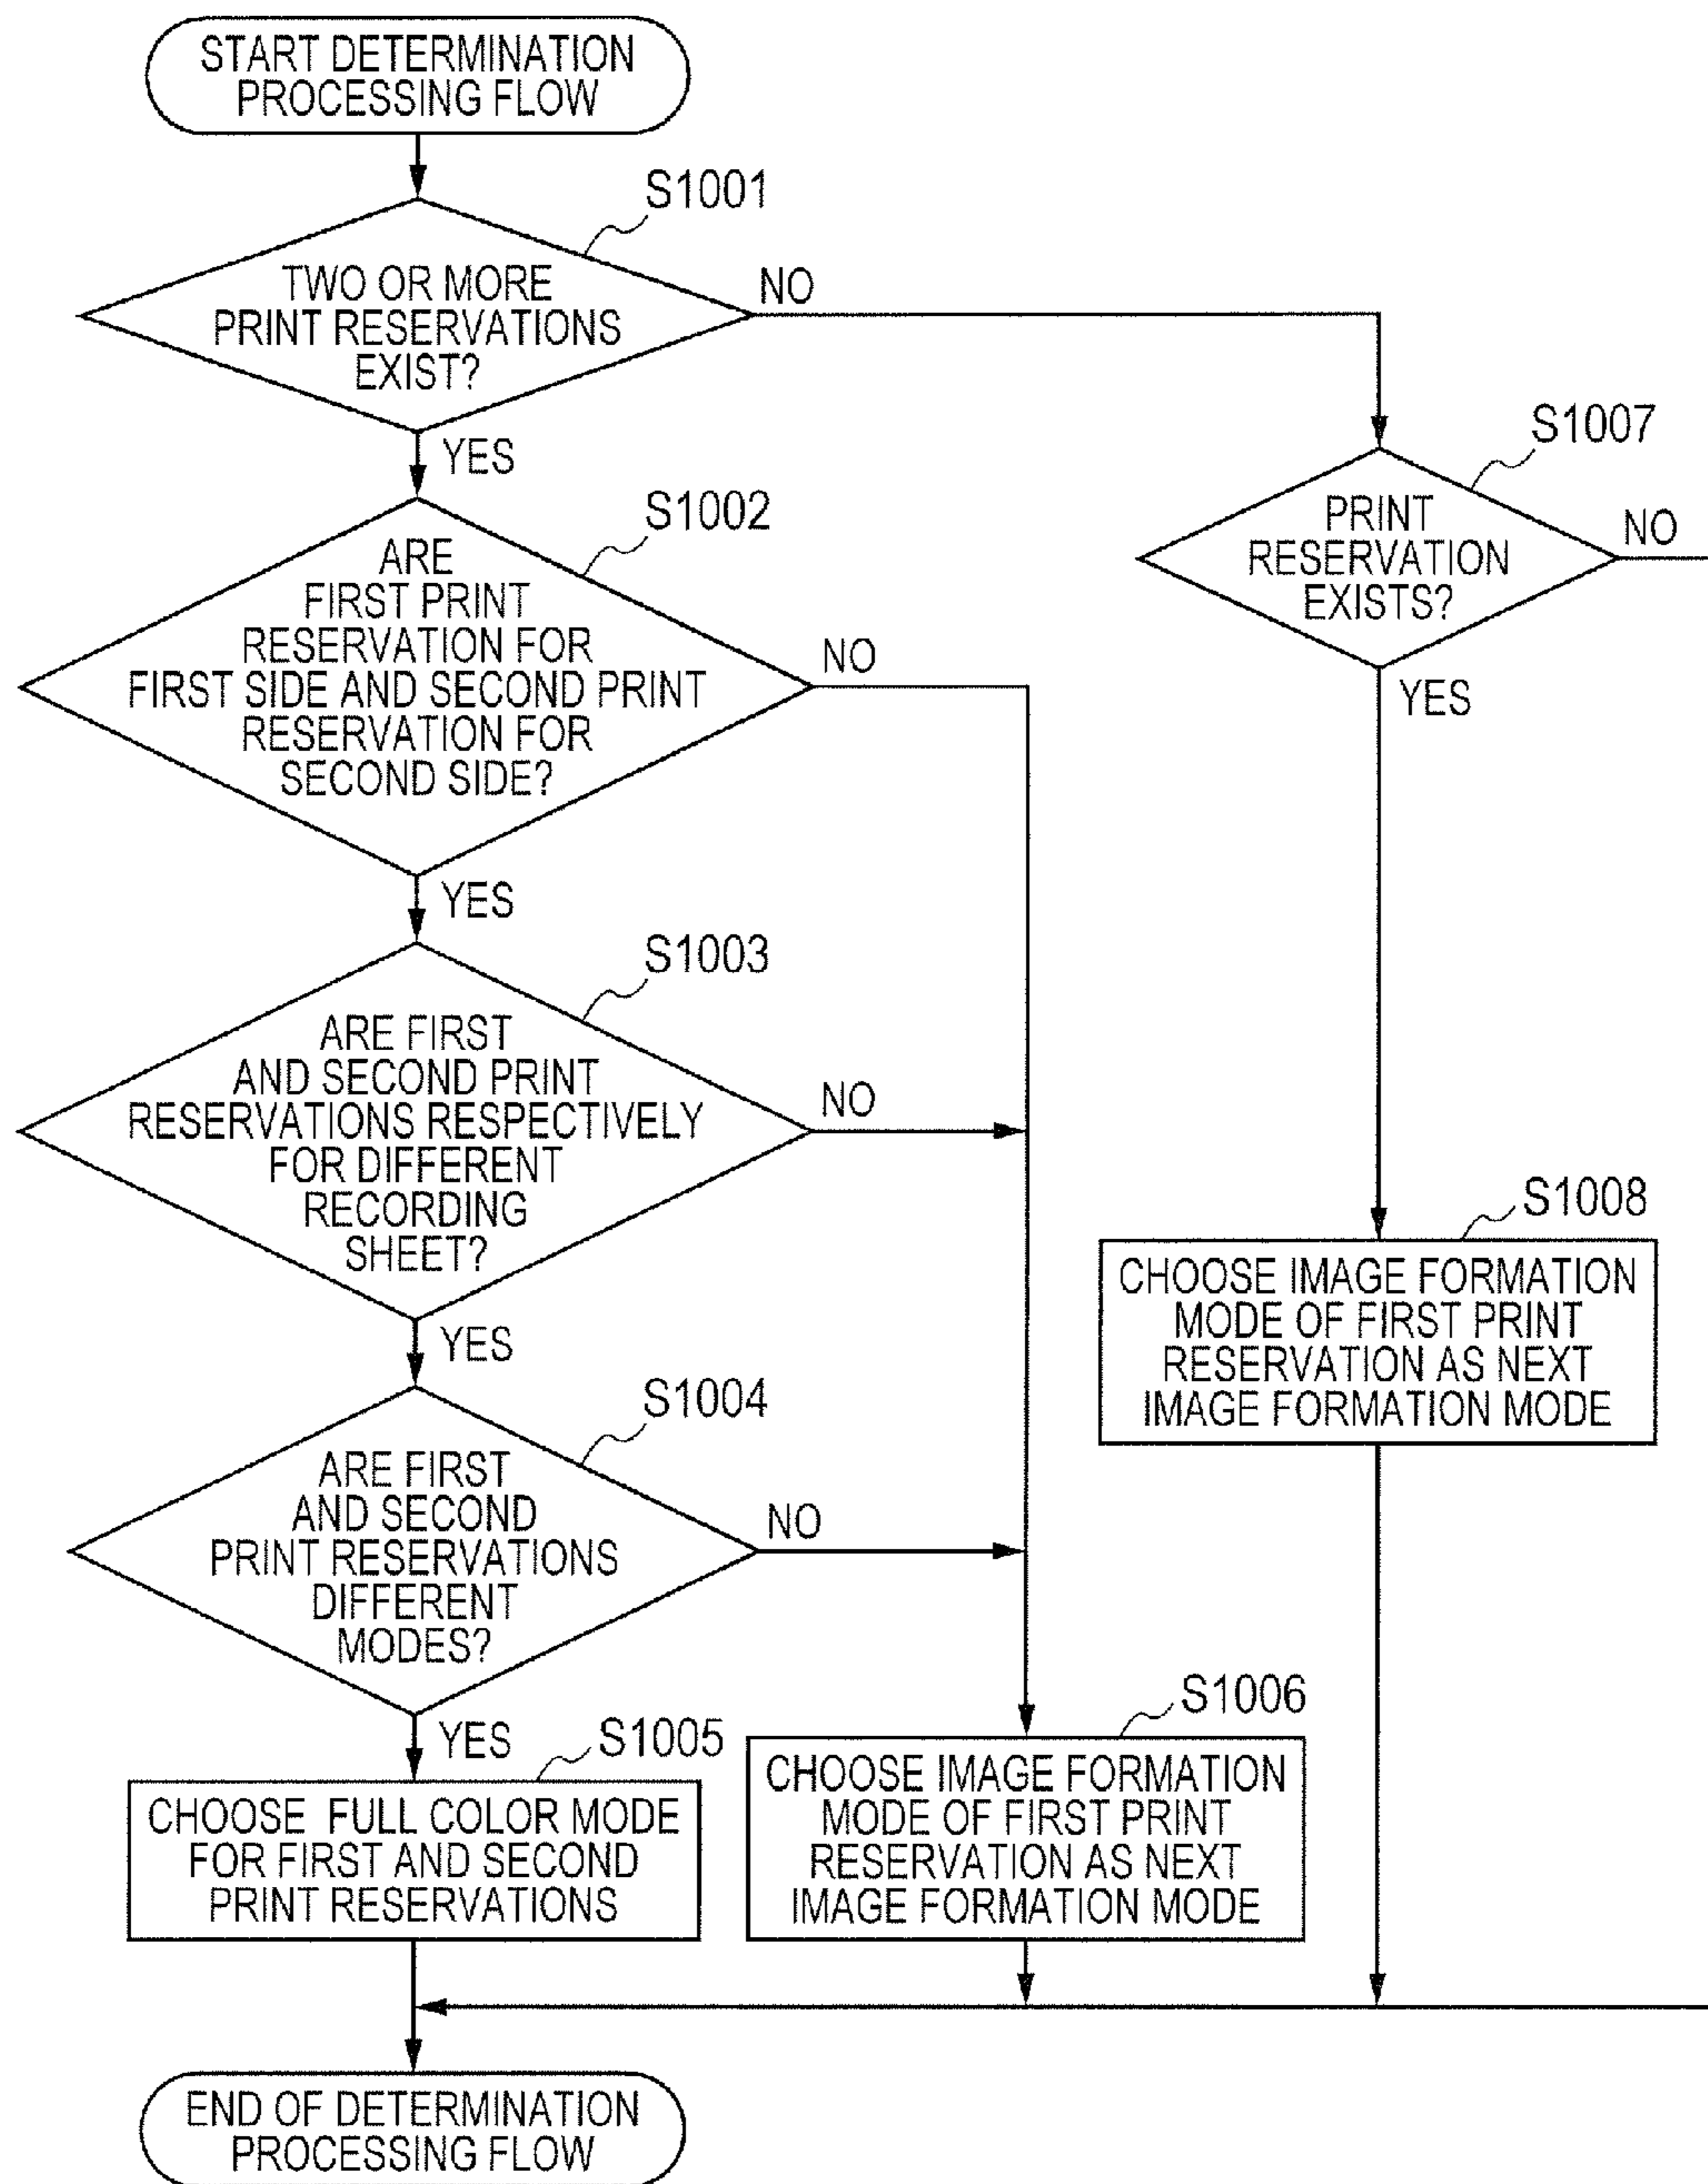 START DETERMINATION
PROCESSING FLOW
S1001
TWO OR MORE
PRINT RESERVATIONS
EXIST?
NO
YES
S1002
ARE
FIRST PRINT
RESERVATION FOR
FIRST SIDE AND SECOND PRINT
RESERVATION FOR
SECOND SIDE?
NO
YES
S1003
ARE FIRST
AND SECOND PRINT
RESERVATIONS RESPECTIVELY
FOR DIFFERENT
RECORDING
SHEET?
NO
YES
S1004
ARE FIRST
AND SECOND
PRINT RESERVATIONS
DIFFERENT
MODES?
NO
YES
S1005
CHOOSE FULL COLOR MODE
FOR FIRST AND SECOND
PRINT RESERVATIONS
S1006
CHOOSE IMAGE FORMATION
MODE OF FIRST PRINT
RESERVATION AS NEXT
IMAGE FORMATION MODE
S1007
PRINT
RESERVATION
EXISTS?
NO
YES
S1008
CHOOSE IMAGE FORMATION
MODE OF FIRST PRINT
RESERVATION AS NEXT
IMAGE FORMATION MODE
END OF DETERMINATION
PROCESSING FLOW